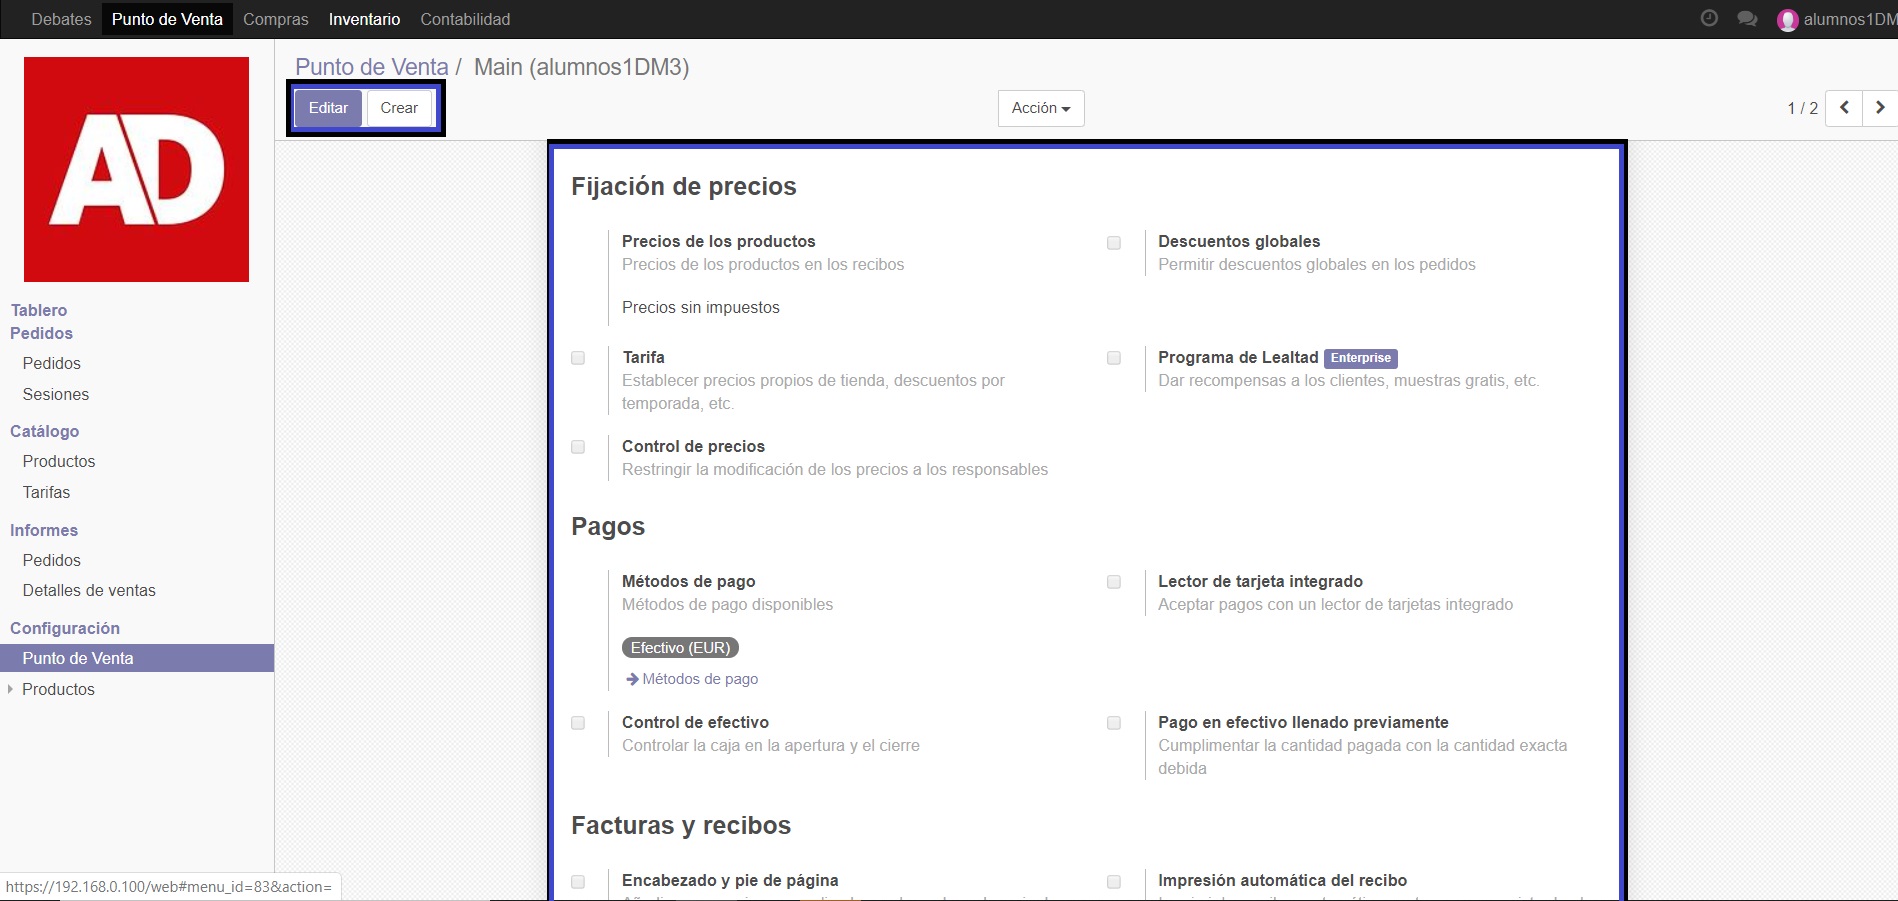 Debates Punto de Venta Compras Inventario Contabilidad alumnos1DM
Punto de Venta / Main (alumnos1DM3)
Editar Crear Acción 1 / 2
AD
Tablero
Pedidos
Pedidos
Sesiones
Catálogo
Productos
Tarifas
Informes
Pedidos
Detalles de ventas
Configuración
Punto de Venta
Productos
Fijación de precios
Precios de los productos
Precios de los productos en los recibos
Precios sin impuestos
Descuentos globales
Permitir descuentos globales en los pedidos
Tarifa
Establecer precios propios de tienda, descuentos por
temporada, etc.
Programa de Lealtad Enterprise
Dar recompensas a los clientes, muestras gratis, etc.
Control de precios
Restringir la modificación de los precios a los responsables
Pagos
Métodos de pago
Métodos de pago disponibles
Efectivo (EUR)
Métodos de pago
Lector de tarjeta integrado
Aceptar pagos con un lector de tarjetas integrado
Control de efectivo
Controlar la caja en la apertura y el cierre
Pago en efectivo llenado previamente
Cumplimentar la cantidad pagada con la cantidad exacta
debida
Facturas y recibos
Encabezado y pie de página
Impresión automática del recibo
https://192.168.0.100/web#menu_id=83&action=